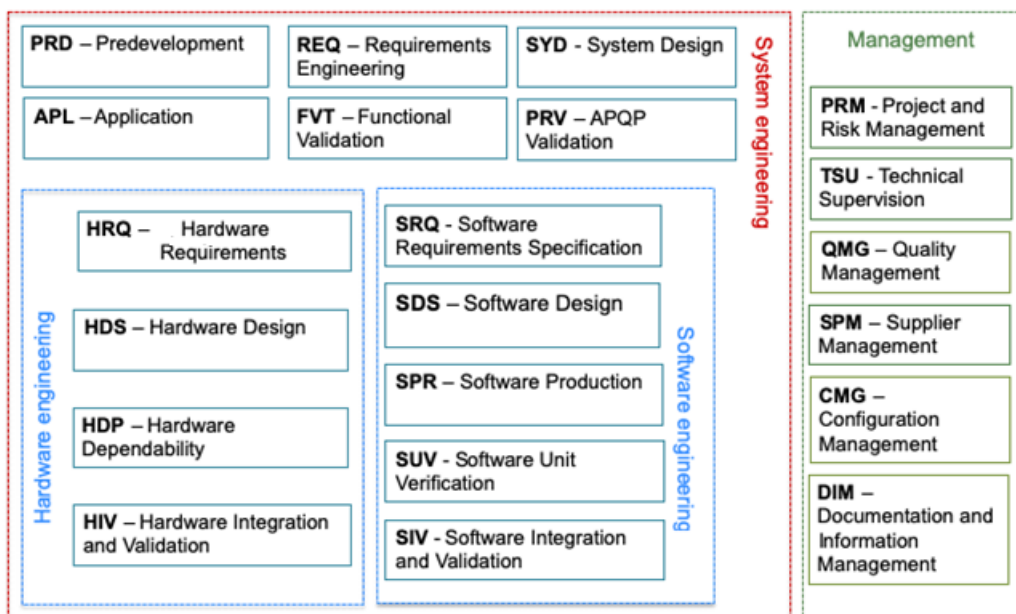 PRD – Predevelopment
REQ – Requirements
Engineering
SYD - System Design
APL – Application
FVT – Functional
Validation
PRV – APQP
Validation
System engineering
Hardware engineering
HRQ – Hardware
Requirements
HDS – Hardware Design
HDP – Hardware
Dependability
HIV – Hardware Integration
and Validation
SRQ - Software
Requirements Specification
SDS – Software Design
SPR – Software Production
SUV - Software Unit
Verification
SIV - Software Integration
and Validation
Software engineering
Management
PRM - Project and
Risk Management
TSU - Technical
Supervision
QMG – Quality
Management
SPM – Supplier
Management
CMG –
Configuration
Management
DIM –
Documentation and
Information
Management